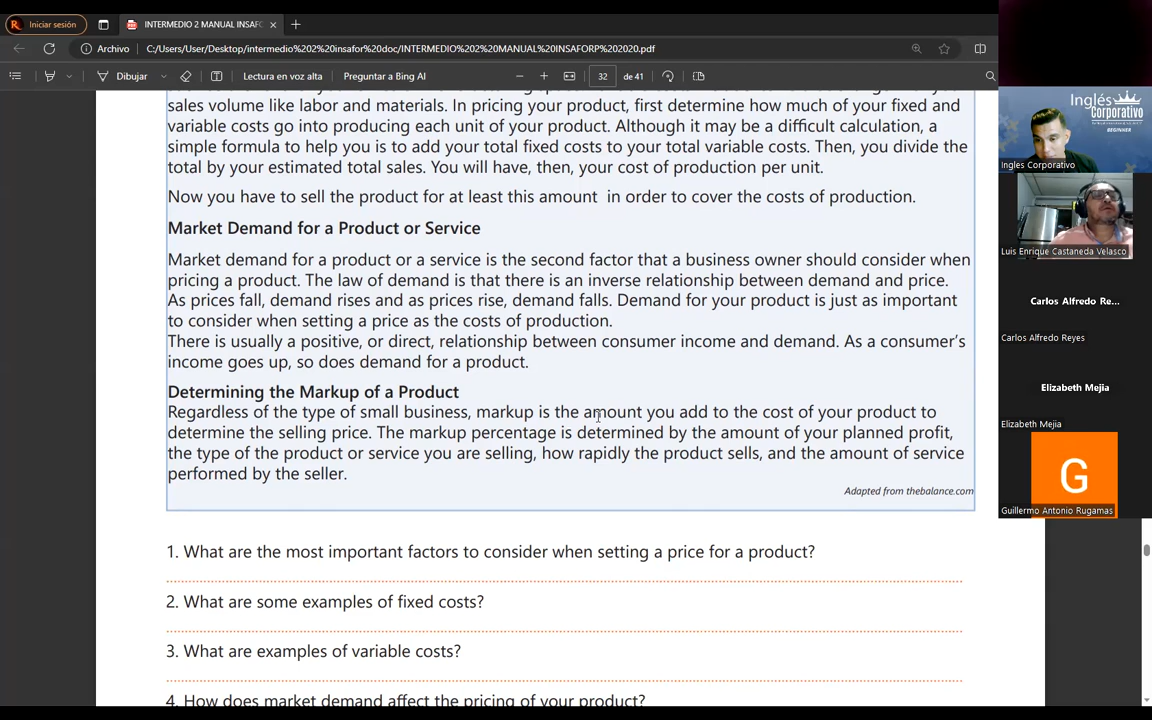 Iniciar sesión
INTERMEDIO 2 MANUAL INSAFOR
Archivo
C:/Users/User/Desktop/intermedio%202%20insafor%20doc/INTERMEDIO%202%20MANUAL%20INSAFORP%202020.pdf
Dibujar
Lectura en voz alta
Preguntar a Bing AI
32
de 41
sales volume like labor and materials. In pricing your product, first determine how much of your fixed and
variable costs go into producing each unit of your product. Although it may be a difficult calculation, a
simple formula to help you is to add your total fixed costs to your total variable costs. Then, you divide the
total by your estimated total sales. You will have, then, your cost of production per unit.
Now you have to sell the product for at least this amount in order to cover the costs of production.
Market Demand for a Product or Service
Market demand for a product or a service is the second factor that a business owner should consider when
pricing a product. The law of demand is that there is an inverse relationship between demand and price.
As prices fall, demand rises and as prices rise, demand falls. Demand for your product is just as important
to consider when setting a price as the costs of production.
There is usually a positive, or direct, relationship between consumer income and demand. As a consumer's
income goes up, so does demand for a product.
Determining the Markup of a Product
Regardless of the type of small business, markup is the amount you add to the cost of your product to
determine the selling price. The markup percentage is determined by the amount of your planned profit,
the type of the product or service you are selling, how rapidly the product sells, and the amount of service
performed by the seller.
Adapted from thebalance.com
1. What are the most important factors to consider when setting a price for a product?
2. What are some examples of fixed costs?
3. What are examples of variable costs?
4. How does market demand affect the pricing of your product?
Inglés
Corporativo
BEGINNER
Ingles Corporativo
Luis Enrique Castaneda Velasco
Carlos Alfredo Re...
Carlos Alfredo Reyes
Elizabeth Mejia
Elizabeth Mejia
G
Guillermo Antonio Rugamas